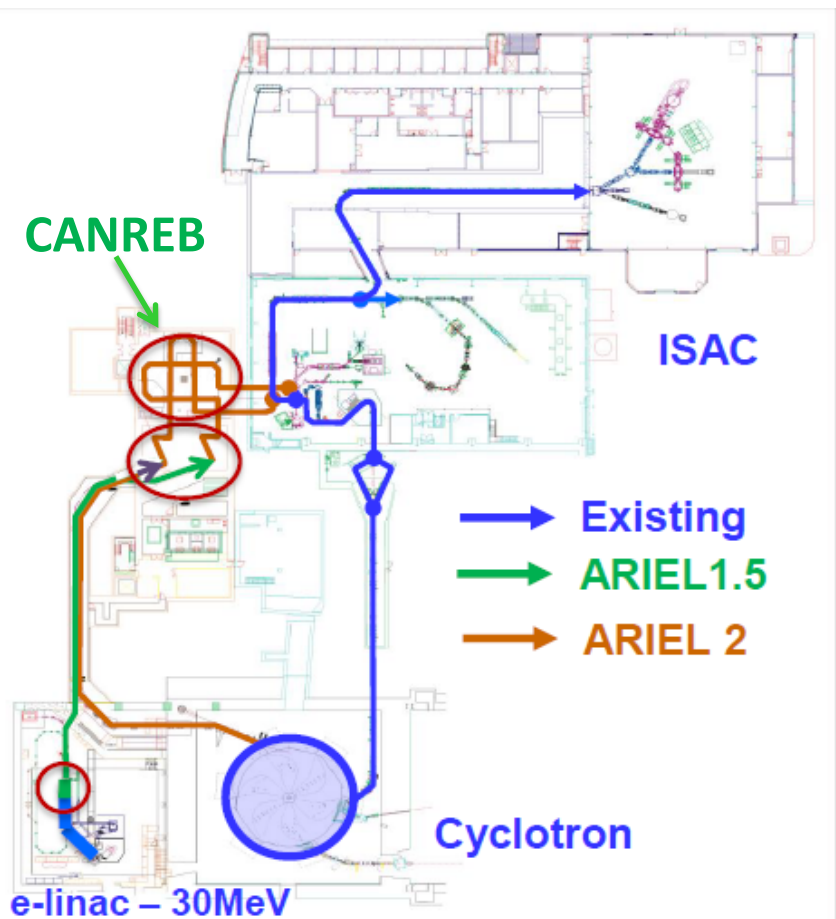 CANREB
ISAC
Existing
ARIEL1.5
ARIEL 2
Cyclotron
e-linac – 30MeV